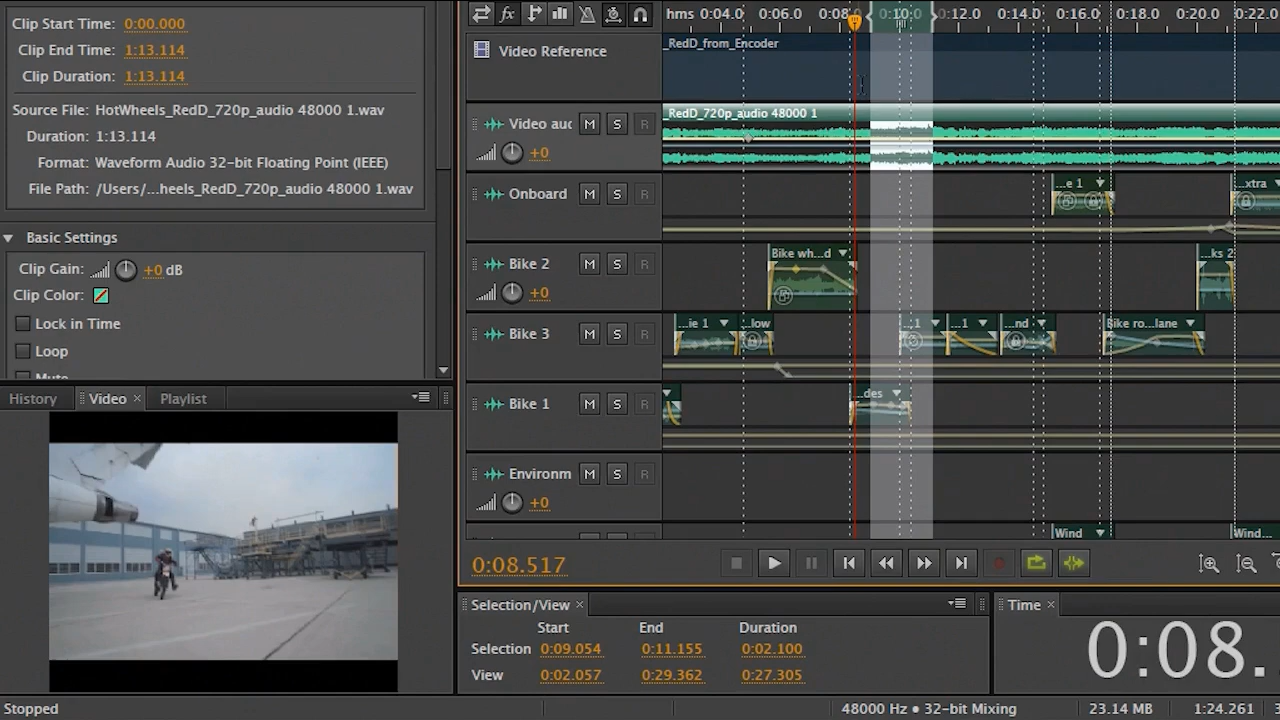 Clip Start Time: 0:00.000
Clip End Time: 1:13.114
Clip Duration: 1:13.114
Source File: HotWheels_RedD_720p_audio 48000 1.wav
Duration: 1:13.114
Format: Waveform Audio 32-bit Floating Point (IEEE)
File Path: /Users/...heels_RedD_720p_audio 48000 1.wav
Basic Settings
Clip Gain: +0 dB
Clip Color:
Lock in Time
Loop
Mute
History Video × Playlist
fx
hms 0:04.0 0:06.0 0:08.0 0:10.0 0:12.0 0:14.0 0:16.0 0:18.0 0:20.0 0:22.0
Video Reference
_RedD_from_Encoder
Video auc M S R
+0
_RedD_720p_audio 48000 1
Onboard M S R
...e 1
...xtra
Bike 2 M S R
+0
Bike wh...d
...ks 2
Bike 3 M S R
...ie 1 ...low ...1 ...1 ...nd Bike ro...lane
Bike 1 M S R
...des
Environm M S R
+0
Wind Wind...
0:08.517
Selection/View ×
Start End Duration
Selection 0:09.054 0:11.155 0:02.100
View 0:02.057 0:29.362 0:27.305
Time ×
0:08.
Stopped
48000 Hz • 32-bit Mixing 23.14 MB 1:24.261